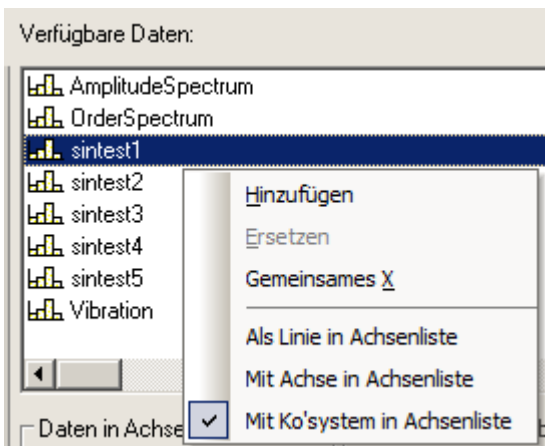 Verfügbare Daten:
AmplitudeSpectrum
OrderSpectrum
sintest1
sintest2
sintest3
sintest4
sintest5
Vibration
Hinzufügen
Ersetzen
Gemeinsames X
Als Linie in Achsenliste
Mit Achse in Achsenliste
Mit Ko'system in Achsenliste
Daten in Achse